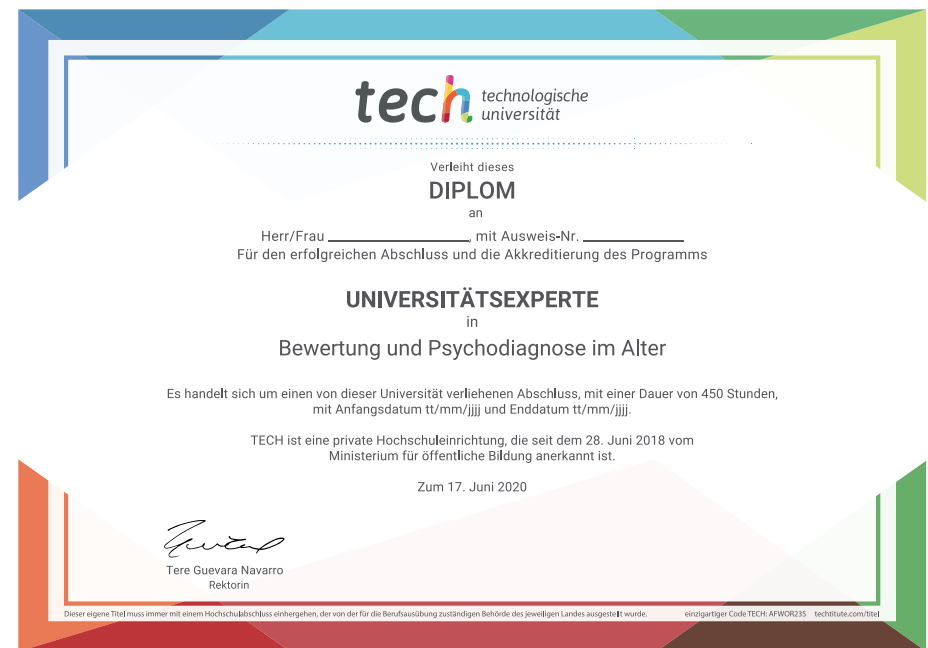 tech technologische
universität
Verleiht dieses
DIPLOM
an
Herr/Frau ____________________, mit Ausweis-Nr. ______________
Für den erfolgreichen Abschluss und die Akkreditierung des Programms
UNIVERSITÄTSEXPERTE
in
Bewertung und Psychodiagnose im Alter
Es handelt sich um einen von dieser Universität verliehenen Abschluss, mit einer Dauer von 450 Stunden,
mit Anfangsdatum tt/mm/jjjj und Enddatum tt/mm/jjjj.
TECH ist eine private Hochschuleinrichtung, die seit dem 28. Juni 2018 vom
Ministerium für öffentliche Bildung anerkannt ist.
Zum 17. Juni 2020
Tere Guevara Navarro
Rektorin
Dieser eigene Titel muss immer mit einem Hochschulabschluss einhergehen, der von der für die Berufsausübung zuständigen Behörde des jeweiligen Landes ausgestellt wurde. einzigartiger Code TECH: AFWOR23S techtitute.com/titel